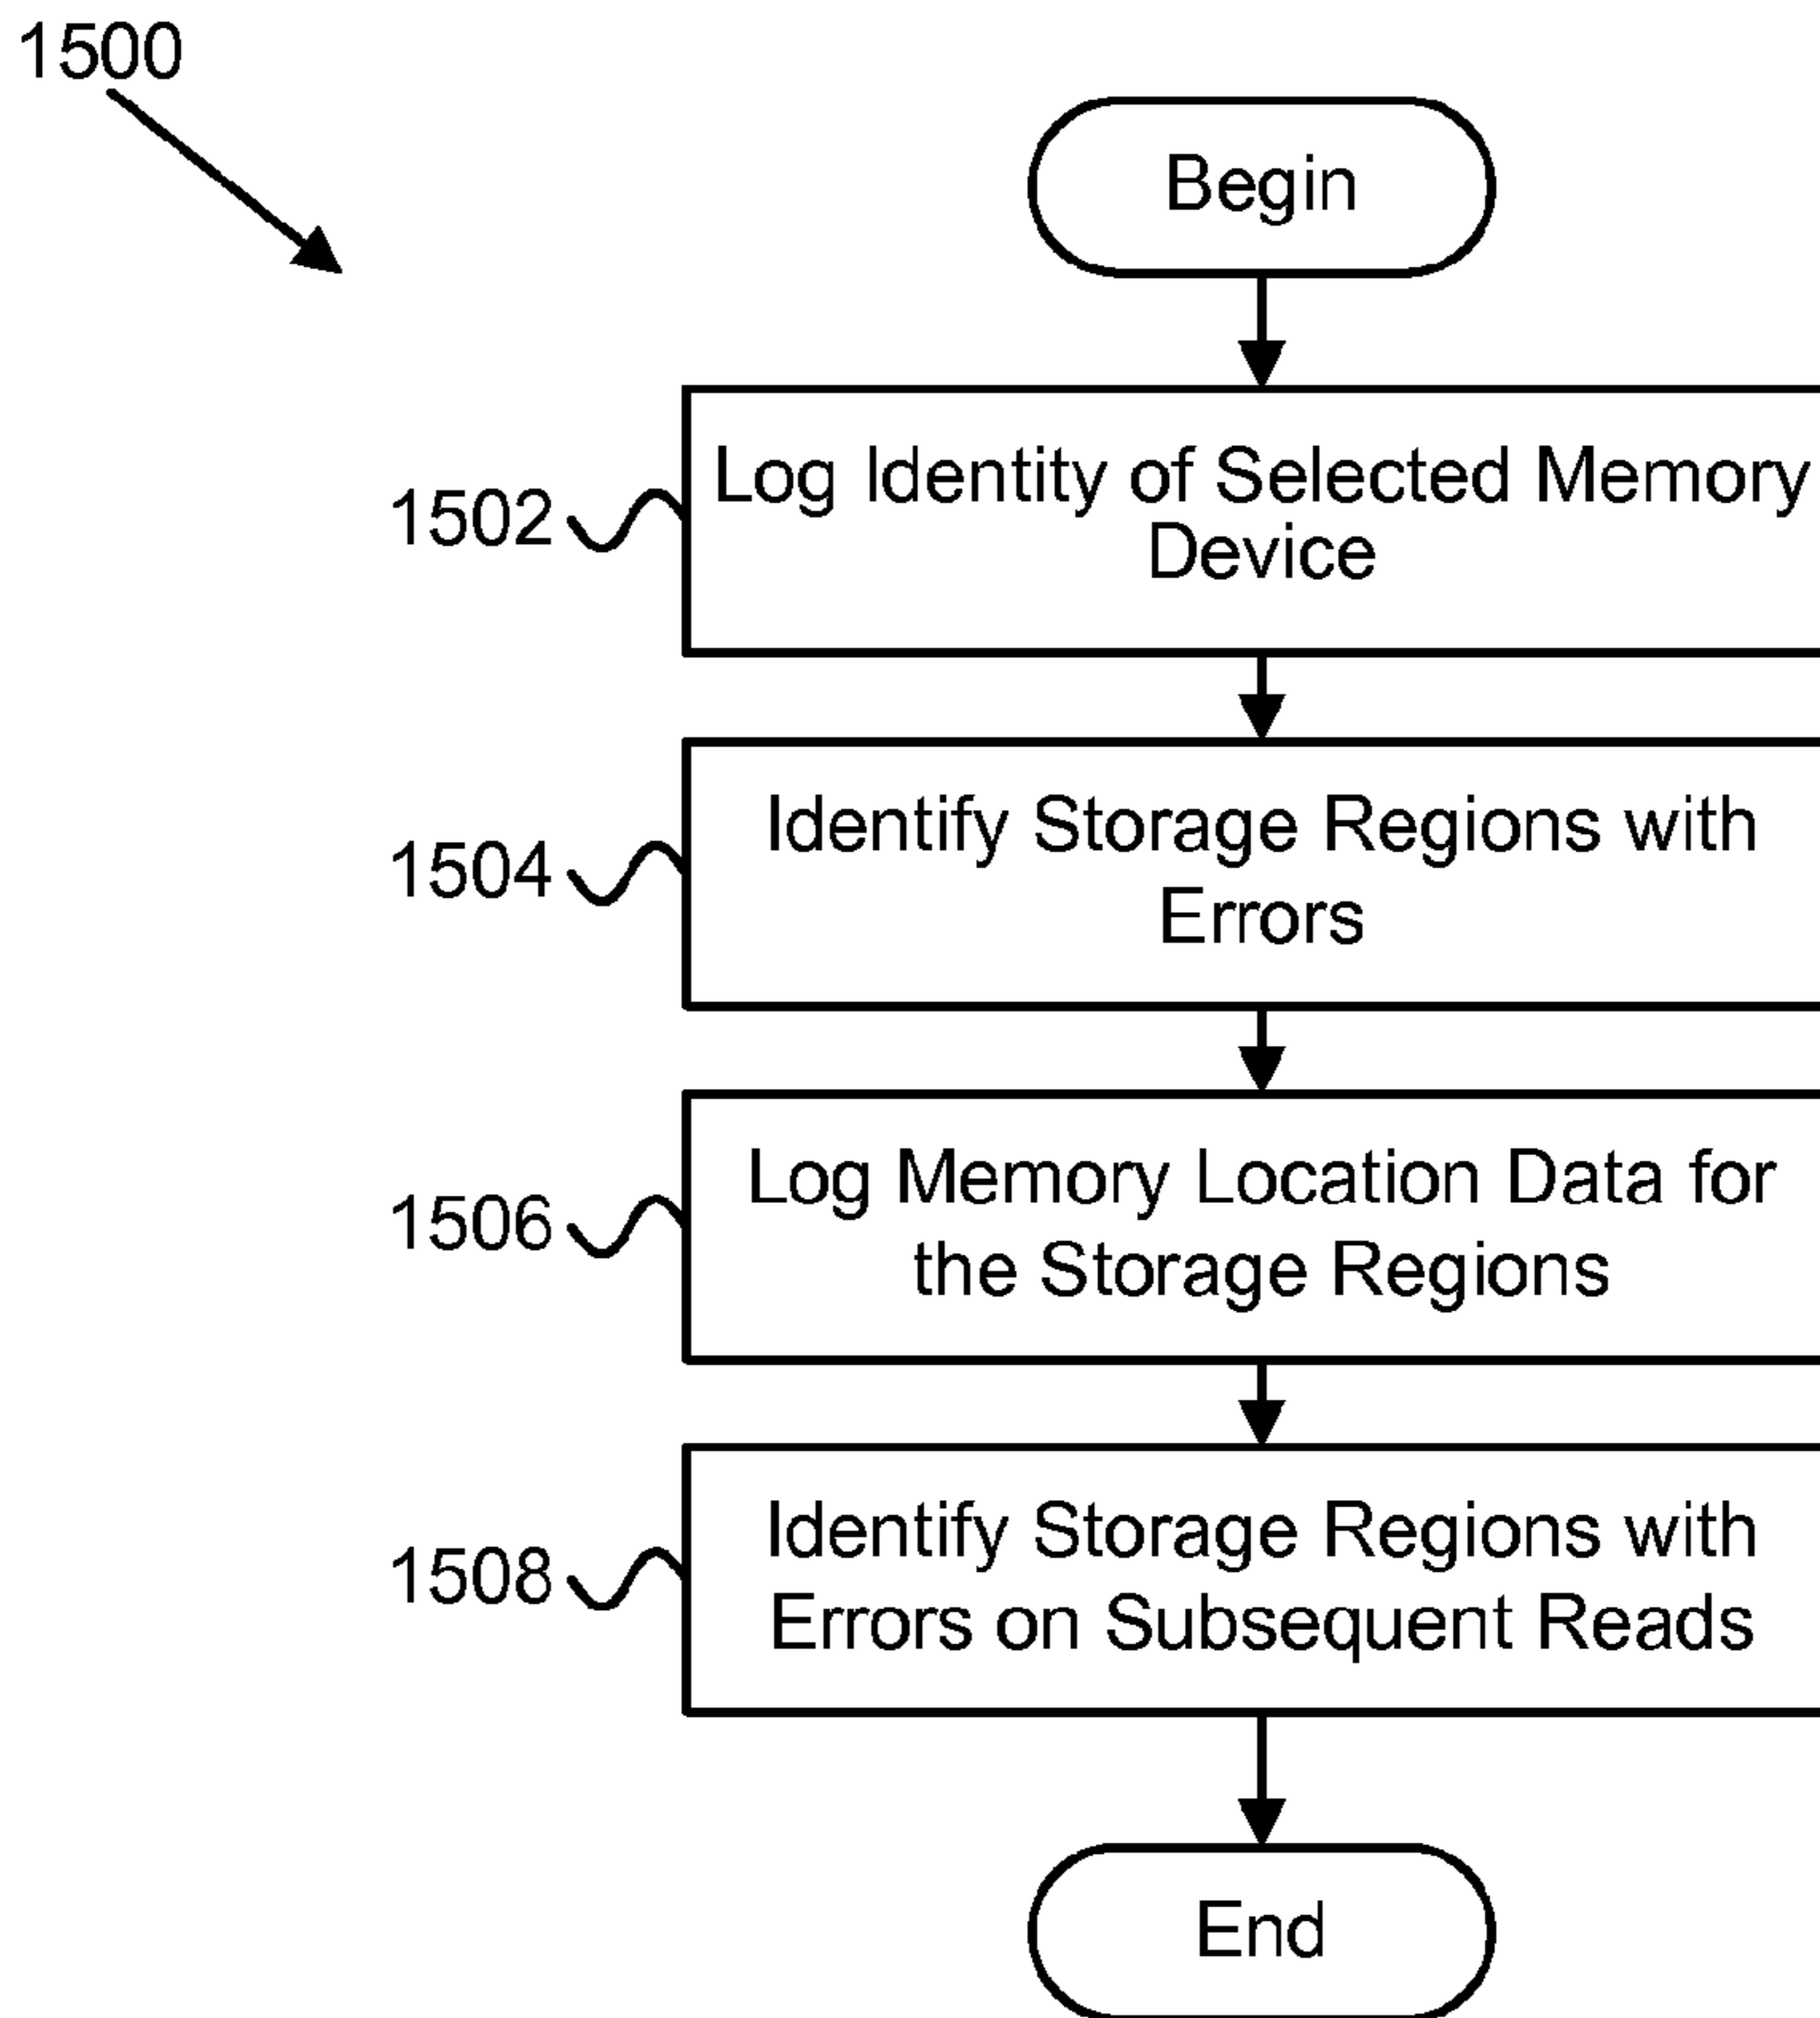 1500
Begin
1502
Log Identity of Selected Memory
Device
1504
Identify Storage Regions with
Errors
1506
Log Memory Location Data for
the Storage Regions
1508
Identify Storage Regions with
Errors on Subsequent Reads
End